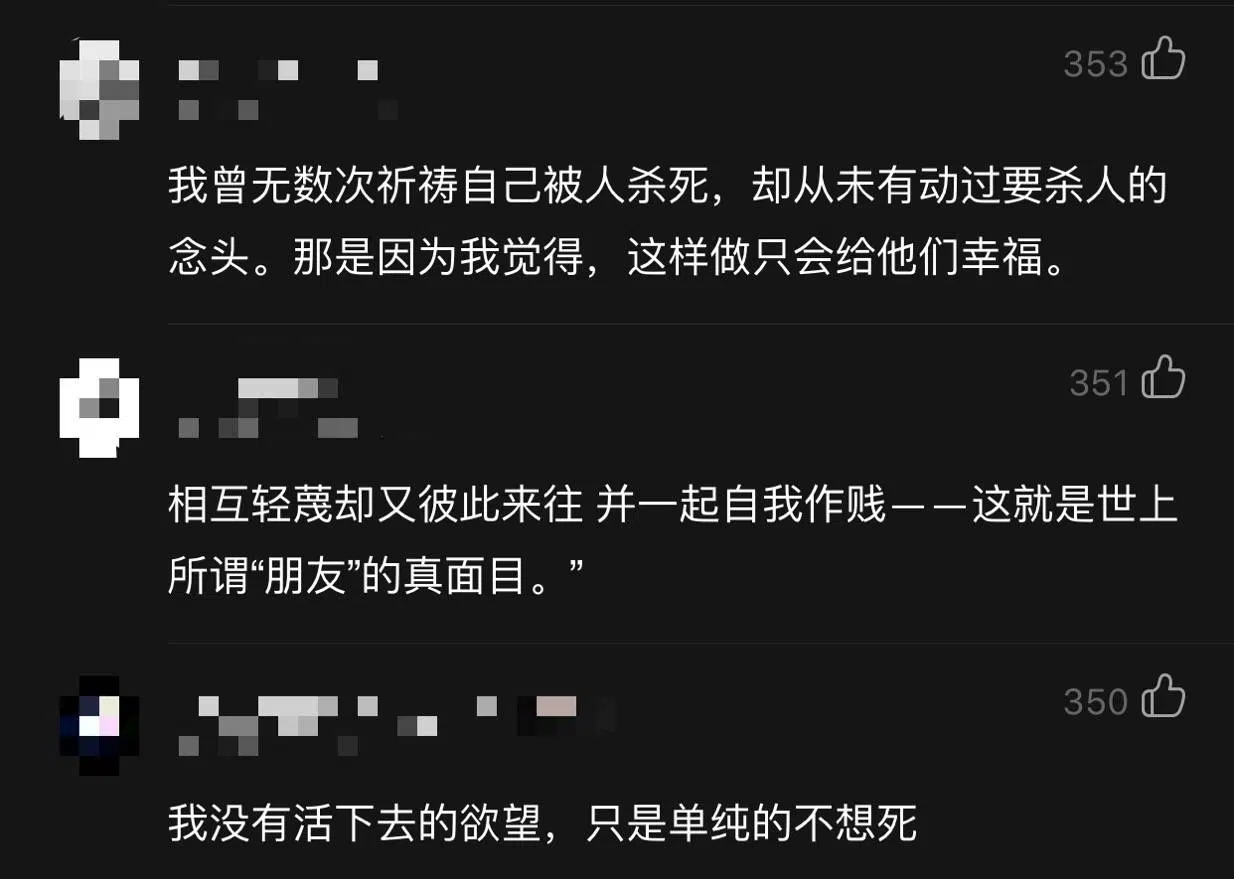 353
我曾无数次祈祷自己被人杀死，却从未有动过要杀人的
念头。那是因为我觉得，这样做只会给他们幸福。
351
相互轻蔑却又彼此来往 并一起自我作贱——这就是世上
所谓“朋友”的真面目。”
350
我没有活下去的欲望，只是单纯的不想死